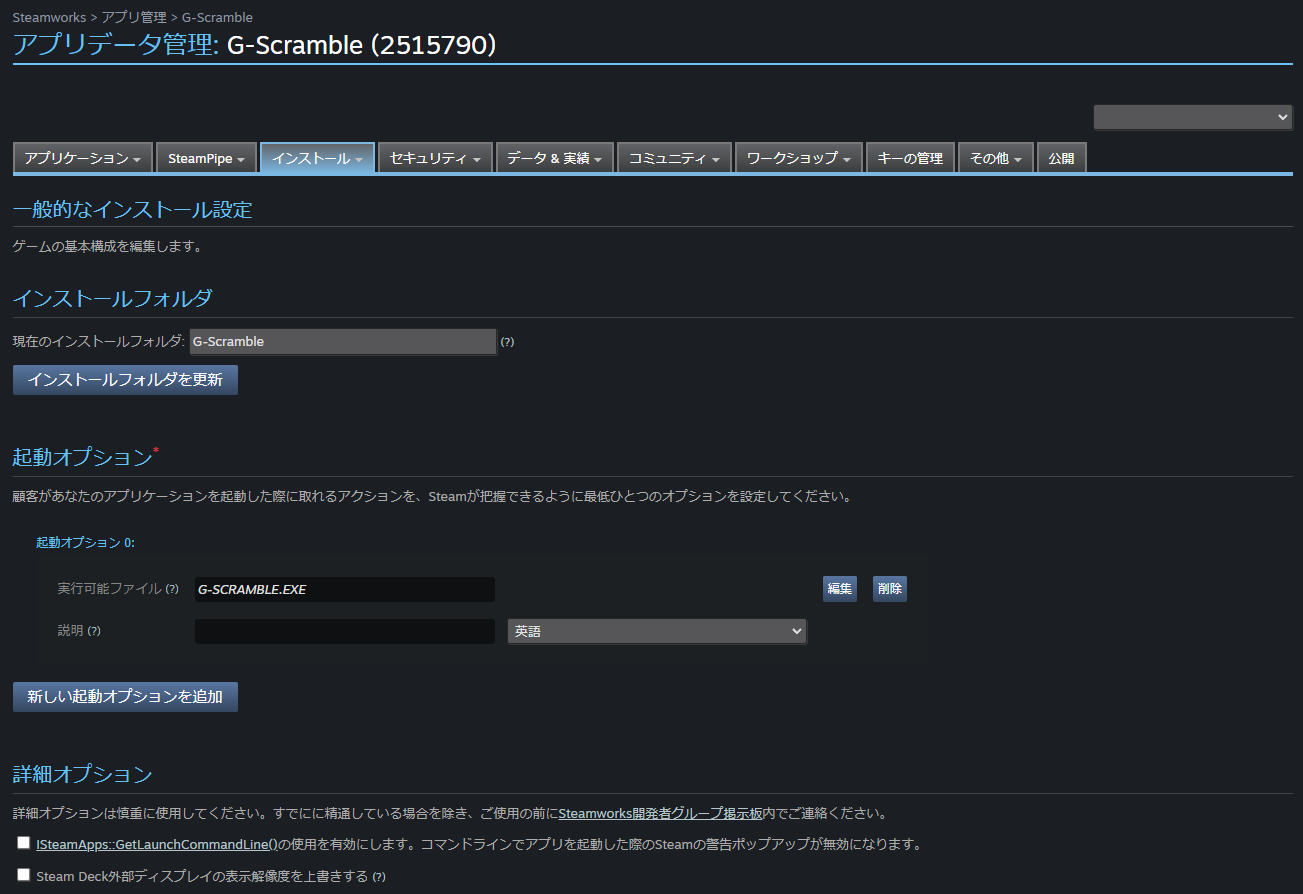 Steamworks > アプリ管理 > G-Scramble
アプリデータ管理: G-Scramble (2515790)
アプリケーション SteamPipe インストール セキュリティ データ & 実績 コミュニティ ワークショップ キーの管理 その他 公開
一般的なインストール設定
ゲームの基本構成を編集します。
インストールフォルダ
現在のインストールフォルダ: G-Scramble (?)
インストールフォルダを更新
起動オプション*
顧客があなたのアプリケーションを起動した際に取れるアクションを、Steamが把握できるように最低ひとつのオプションを設定してください。
起動オプション 0:
実行可能ファイル (?) G-SCRAMBLE.EXE 編集 削除
説明 (?) 英語
新しい起動オプションを追加
詳細オプション
詳細オプションは慎重に使用してください。すでにに精通している場合を除き、ご使用の前にSteamworks開発者グループ掲示板内でご連絡ください。
ISteamApps::GetLaunchCommandLine()の使用を有効にします。コマンドラインでアプリを起動した際のSteamの警告ポップアップが無効になります。
Steam Deck外部ディスプレイの表示解像度を上書きする (?)